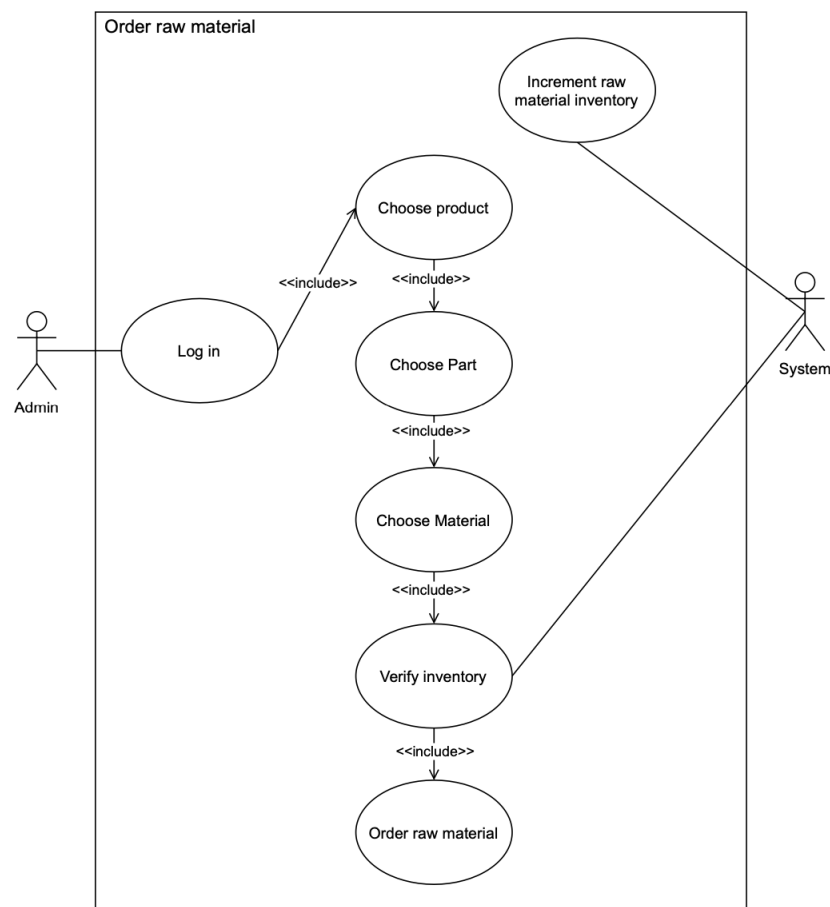 Order raw material
Increment raw
material inventory
Choose product
<<include>>
<<include>>
Log in
Choose Part
System
Admin
<<include>>
Choose Material
<<include>>
Verify inventory
<<include>>
Order raw material